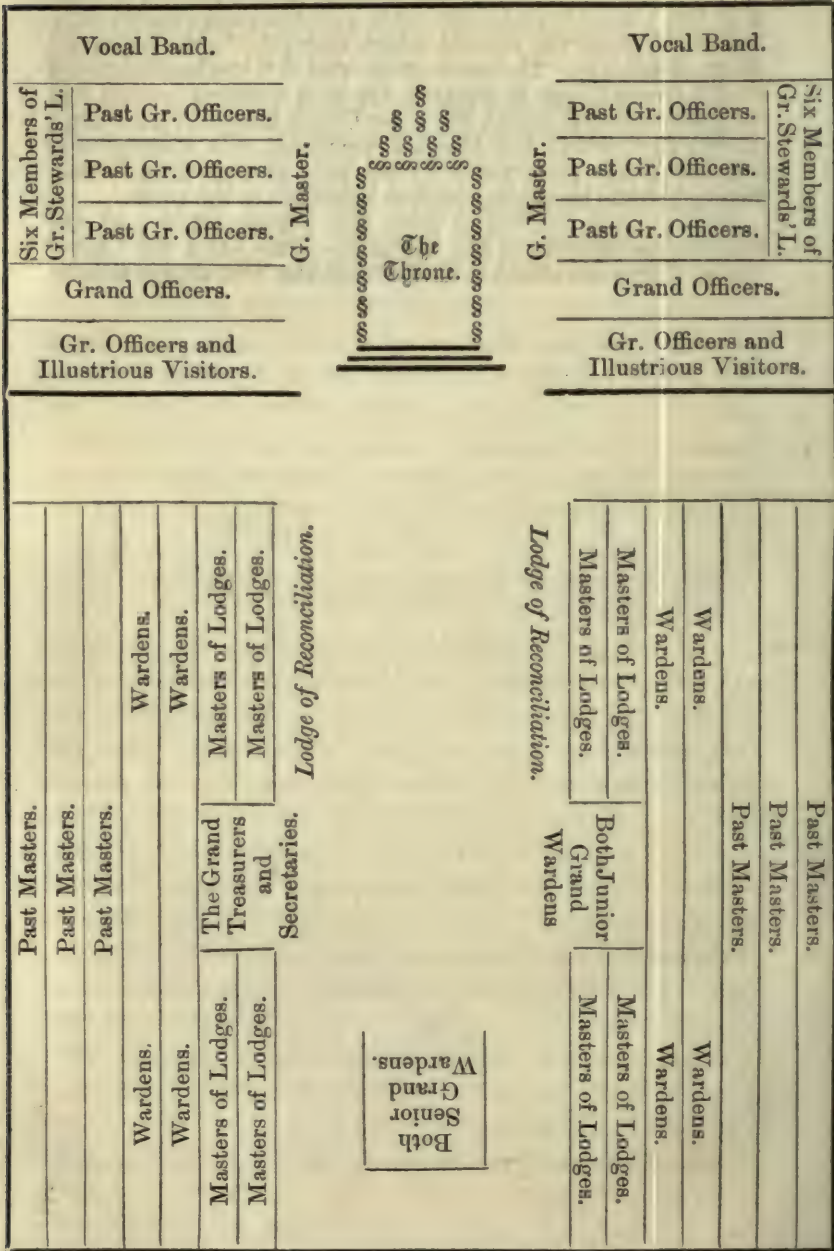 Vocal Band.
Six Members of
Gr. Stewards' L.
Past Gr. Officers.
Past Gr. Officers.
Past Gr. Officers.
G. Master.
Grand Officers.
Gr. Officers and
Illustrious Visitors.
The
Throne.
Vocal Band.
G. Master.
Past Gr. Officers.
Past Gr. Officers.
Past Gr. Officers.
Six Members of
Gr. Stewards' L.
Grand Officers.
Gr. Officers and
Illustrious Visitors.
Past Masters.
Past Masters.
Past Masters.
Wardens.
Wardens.
Wardens.
Wardens.
Masters of Lodges.
Masters of Lodges.
The Grand
Treasurers
and
Secretaries.
Masters of Lodges.
Masters of Lodges.
Lodge of Reconciliation.
Both
Senior
Grand
Wardens.
Lodge of Reconciliation.
Masters of Lodges.
Masters of Lodges.
Both Junior
Grand
Wardens
Masters of Lodges.
Masters of Lodges.
Wardens.
Wardens.
Wardens.
Wardens.
Past Masters.
Past Masters.
Past Masters.